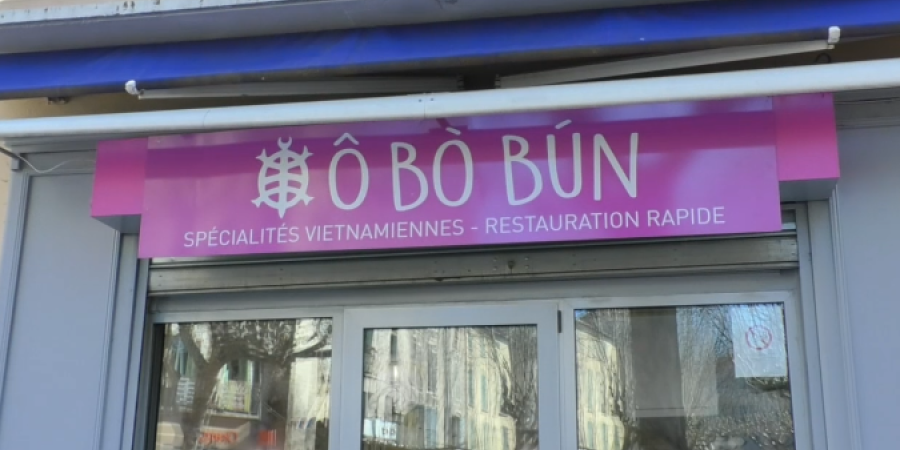 Ô BÒ BÚN
SPÉCIALITÉS VIETNAMIENNES - RESTAURATION RAPIDE